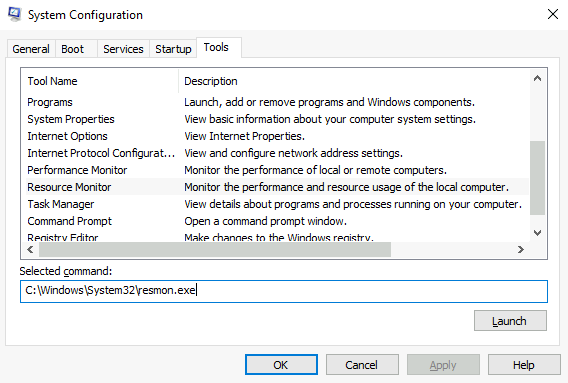 System Configuration
General Boot Services Startup Tools
Tool Name Description
Programs Launch, add or remove programs and Windows components.
System Properties View basic information about your computer system settings.
Internet Options View Internet Properties.
Internet Protocol Configurat... View and configure network address settings.
Performance Monitor Monitor the performance of local or remote computers.
Resource Monitor Monitor the performance and resource usage of the local computer.
Task Manager View details about programs and processes running on your computer.
Command Prompt Open a command prompt window.
Registry Editor Make changes to the Windows registry.
Selected command:
C:\Windows\System32\resmon.exe
Launch
OK Cancel Apply Help